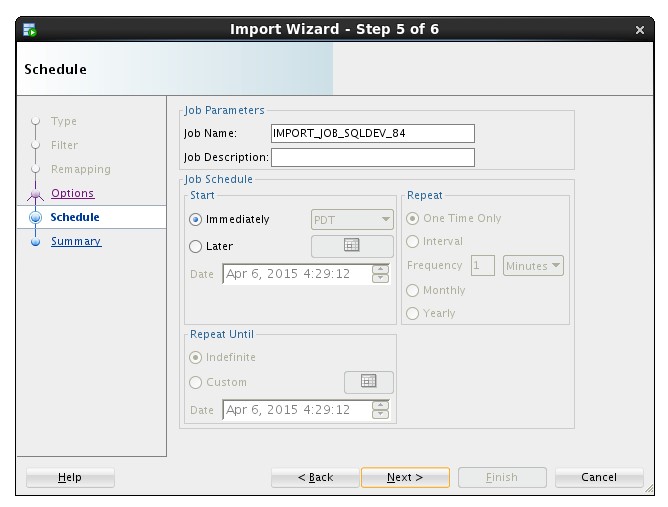 Import Wizard - Step 5 of 6
Schedule
Type
Filter
Remapping
Options
Schedule
Summary
Job Parameters
Job Name: IMPORT_JOB_SQLDEV_84
Job Description:
Job Schedule
Start
Immediately PDT
Later
Date Apr 6, 2015 4:29:12
Repeat
One Time Only
Interval
Frequency 1 Minutes
Monthly
Yearly
Repeat Until
Indefinite
Custom
Date Apr 6, 2015 4:29:12
Help < Back Next > Finish Cancel